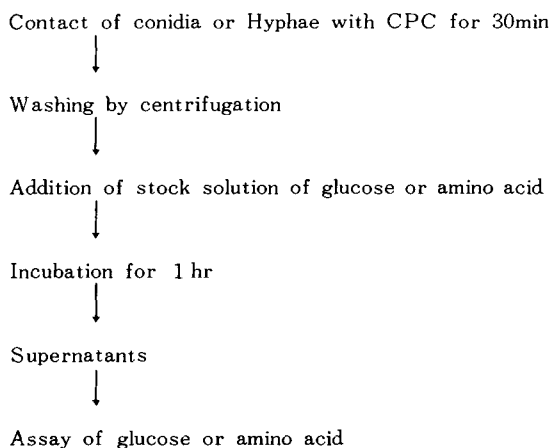 Contact of conidia or Hyphae with CPC for 30min
Washing by centrifugation
Addition of stock solution of glucose or amino acid
Incubation for 1 hr
Supernatants
Assay of glucose or amino acid